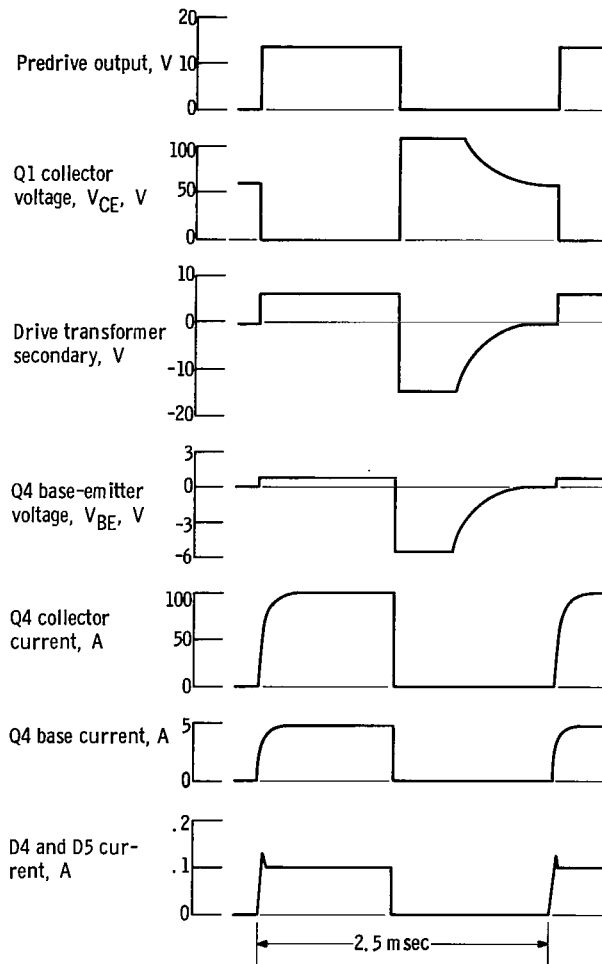 20
Predrive output, V
10
0
100
Q1 collector
voltage, VCE, V
50
0
10
0
Drive transformer
secondary, V
-10
-20
3
Q4 base-emitter
voltage, VBE, V
0
-3
-6
100
Q4 collector
current, A
50
0
Q4 base current, A
5
0
.2
D4 and D5 cur-
rent, A
.1
0
2.5 msec